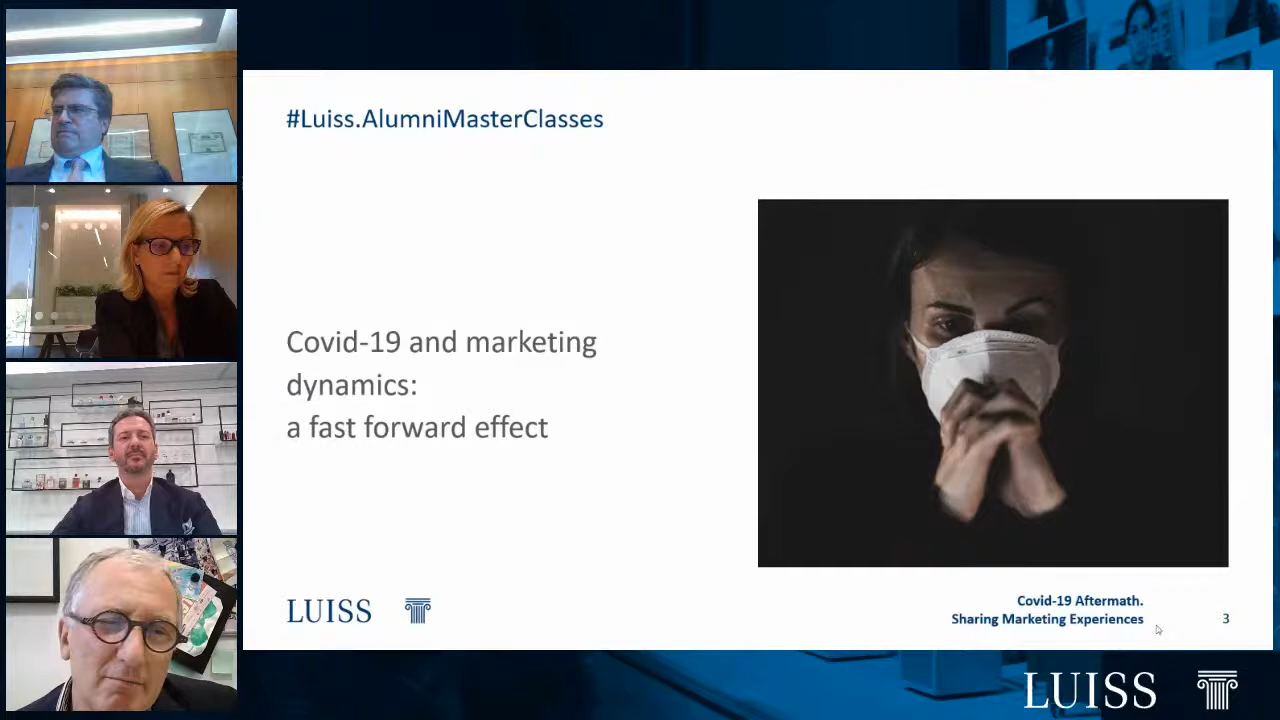 #Luiss.AlumniMasterClasses
Covid-19 and marketing
dynamics:
a fast forward effect
LUISS
Covid-19 Aftermath.
Sharing Marketing Experiences
3
LUISS